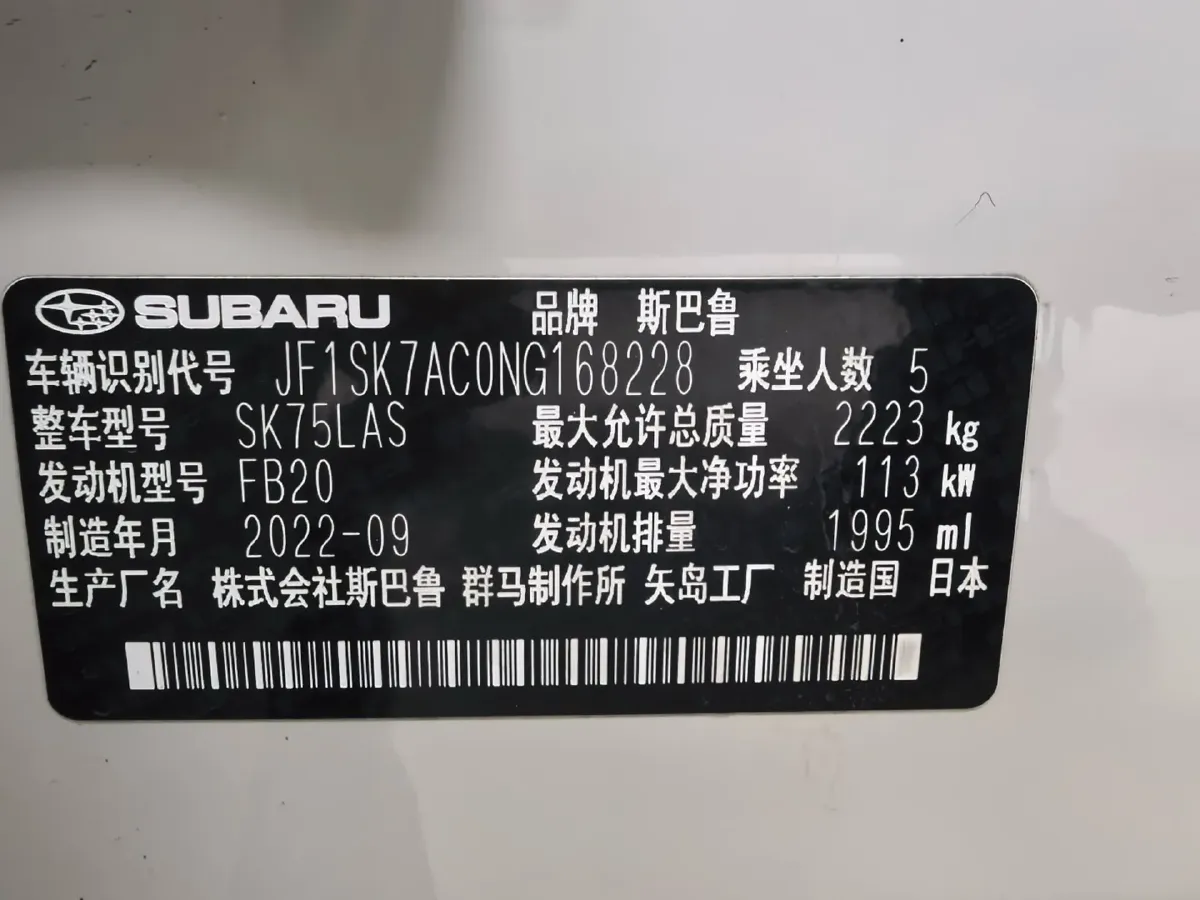 SUBARU 品牌 斯巴鲁
车辆识别代号 JF1SK7AC0NG168228 乘坐人数 5
整车型号 SK75LAS 最大允许总质量 2223 kg
发动机型号 FB20 发动机最大净功率 113 kW
制造年月 2022-09 发动机排量 1995 ml
生产厂名 株式会社斯巴鲁 群马制作所 矢岛工厂 制造国 日本